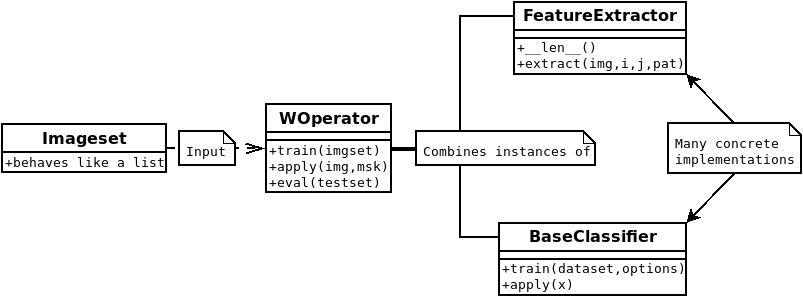 FeatureExtractor
+__len__()
+extract(img,i,j,pat)
WOperator
+train(imgset)
+apply(img,msk)
+eval(testset)
Imageset
+behaves like a list
Input
Combines instances of
Many concrete
implementations
BaseClassifier
+train(dataset,options)
+apply(x)